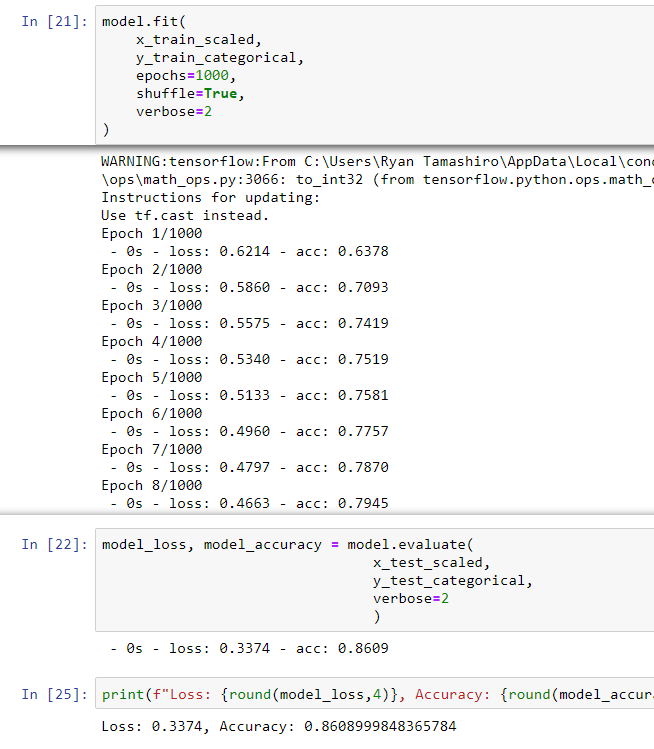 In [21]: model.fit(
x_train_scaled,
y_train_categorical,
epochs=1000,
shuffle=True,
verbose=2
)
WARNING:tensorflow:From C:\Users\Ryan Tamashiro\AppData\Local\con
\ops\math_ops.py:3066: to_int32 (from tensorflow.python.ops.math_
Instructions for updating:
Use tf.cast instead.
Epoch 1/1000
- 0s - loss: 0.6214 - acc: 0.6378
Epoch 2/1000
- 0s - loss: 0.5860 - acc: 0.7093
Epoch 3/1000
- 0s - loss: 0.5575 - acc: 0.7419
Epoch 4/1000
- 0s - loss: 0.5340 - acc: 0.7519
Epoch 5/1000
- 0s - loss: 0.5133 - acc: 0.7581
Epoch 6/1000
- 0s - loss: 0.4960 - acc: 0.7757
Epoch 7/1000
- 0s - loss: 0.4797 - acc: 0.7870
Epoch 8/1000
- 0s - loss: 0.4663 - acc: 0.7945
In [22]: model_loss, model_accuracy = model.evaluate(
x_test_scaled,
y_test_categorical,
verbose=2
)
- 0s - loss: 0.3374 - acc: 0.8609
In [25]: print(f"Loss: {round(model_loss,4)}, Accuracy: {round(model_accur
Loss: 0.3374, Accuracy: 0.8608999848365784